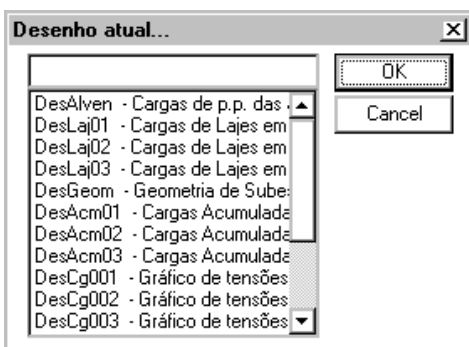 Desenho atual...
OK
Cancel
DesAlven - Cargas de p.p. das
DesLaj01 - Cargas de Lajes em
DesLaj02 - Cargas de Lajes em
DesLaj03 - Cargas de Lajes em
DesGeom - Geometria de Sube
DesAcm01 - Cargas Acumulada
DesAcm02 - Cargas Acumulada
DesAcm03 - Cargas Acumulada
DesCg001 - Gráfico de tensões
DesCg002 - Gráfico de tensões
DesCg003 - Gráfico de tensões